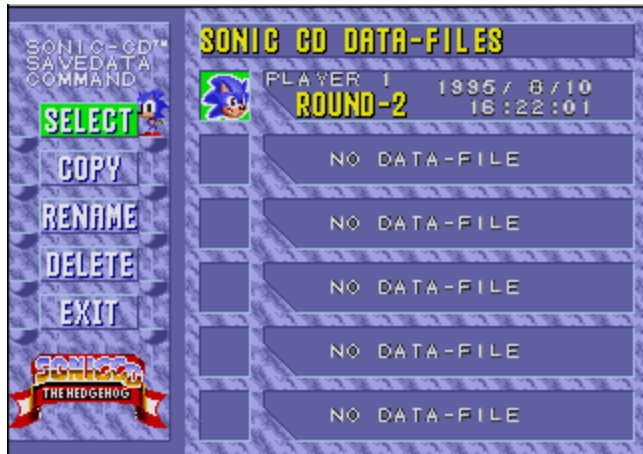 SONIC-CD™
SAVEDATA
COMMAND
SELECT
COPY
RENAME
DELETE
EXIT
SONIC CD
THE HEDGEHOG
SONIC CD DATA-FILES
PLAYER 1
ROUND-2
1995/ 8/10
16:22:01
NO DATA-FILE
NO DATA-FILE
NO DATA-FILE
NO DATA-FILE
NO DATA-FILE